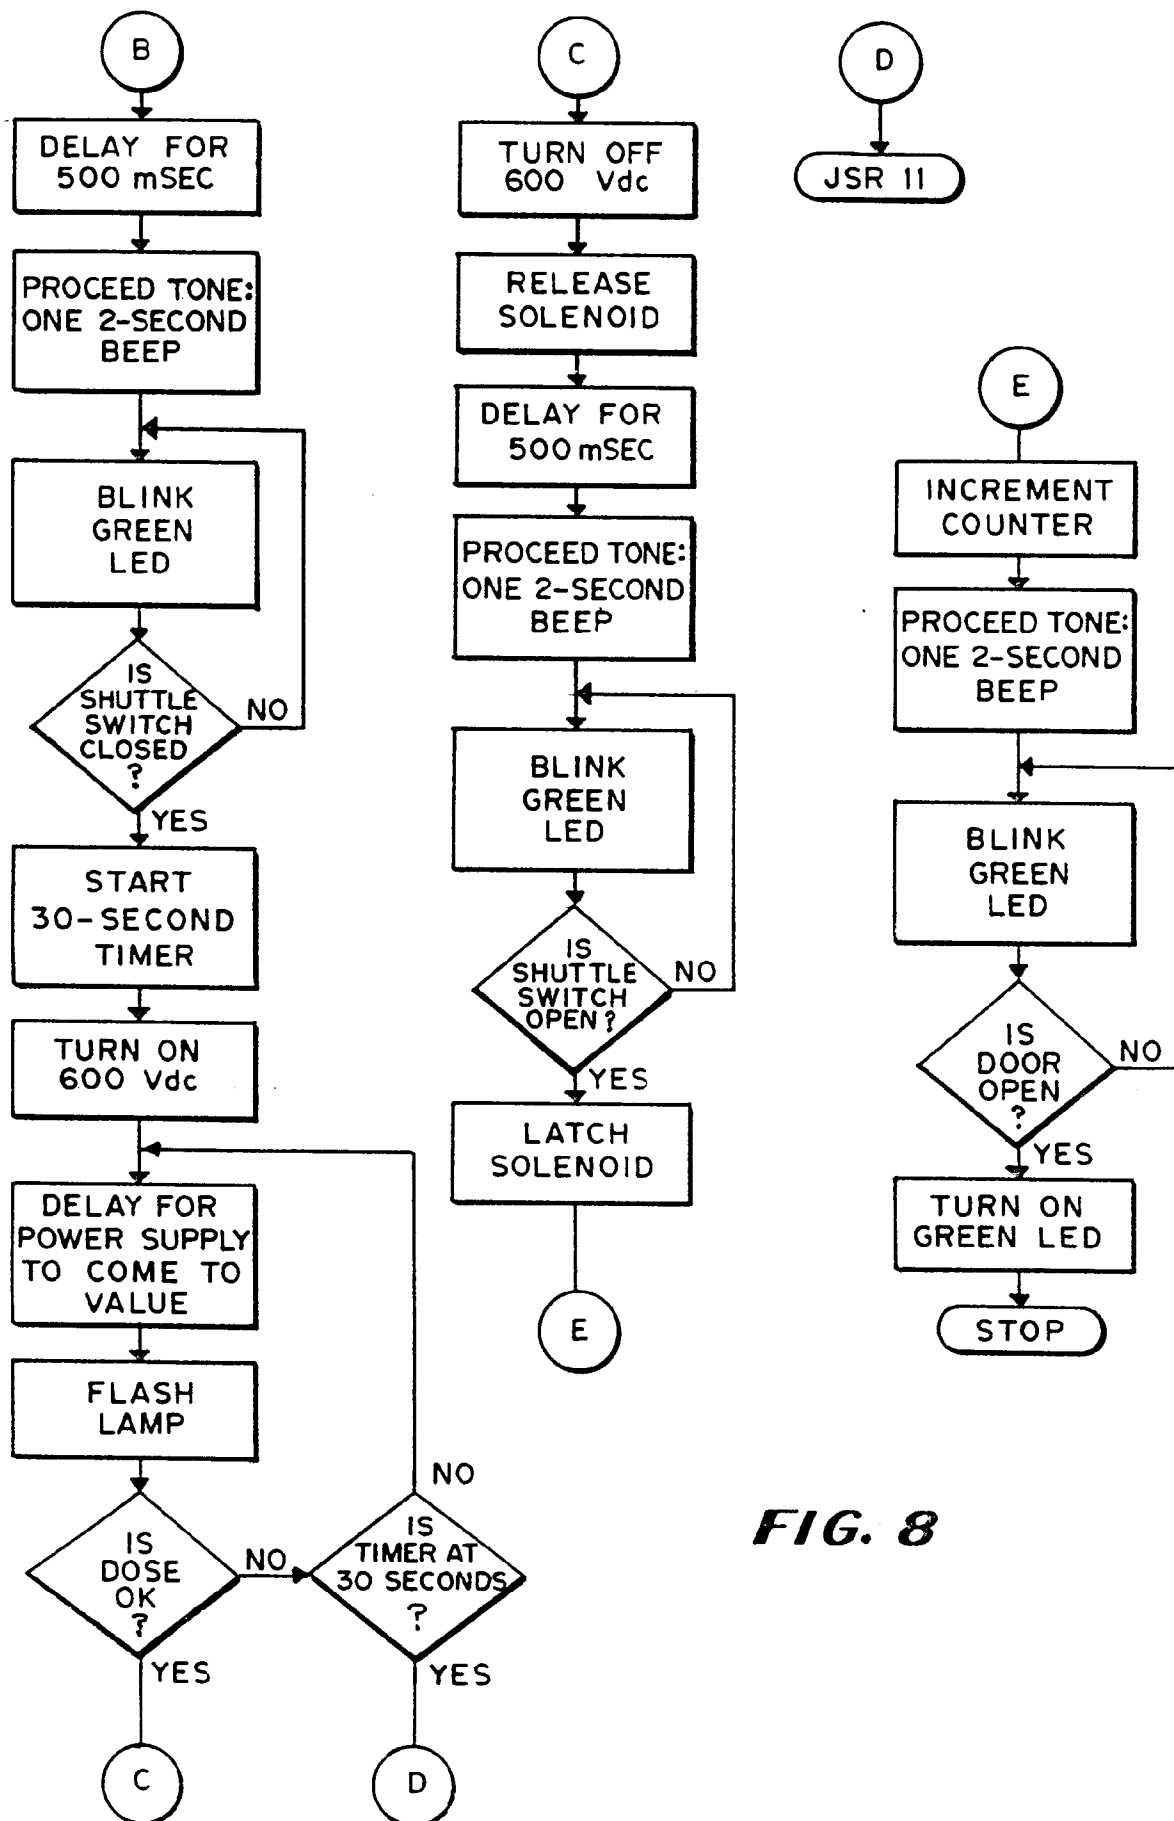 B
DELAY FOR
500 mSEC
PROCEED TONE:
ONE 2-SECOND
BEEP
BLINK
GREEN
LED
IS
SHUTTLE
SWITCH
CLOSED
?
NO
YES
START
30-SECOND
TIMER
TURN ON
600 Vdc
DELAY FOR
POWER SUPPLY
TO COME TO
VALUE
FLASH
LAMP
IS
DOSE
OK
?
NO
YES
C
IS
TIMER AT
30 SECONDS
?
NO
YES
D
C
TURN OFF
600 Vdc
RELEASE
SOLENOID
DELAY FOR
500 mSEC
PROCEED TONE:
ONE 2-SECOND
BEEP
BLINK
GREEN
LED
IS
SHUTTLE
SWITCH
OPEN?
NO
YES
LATCH
SOLENOID
E
D
JSR 11
E
INCREMENT
COUNTER
PROCEED TONE:
ONE 2-SECOND
BEEP
BLINK
GREEN
LED
IS
DOOR
OPEN
?
NO
YES
TURN ON
GREEN LED
STOP
FIG. 8